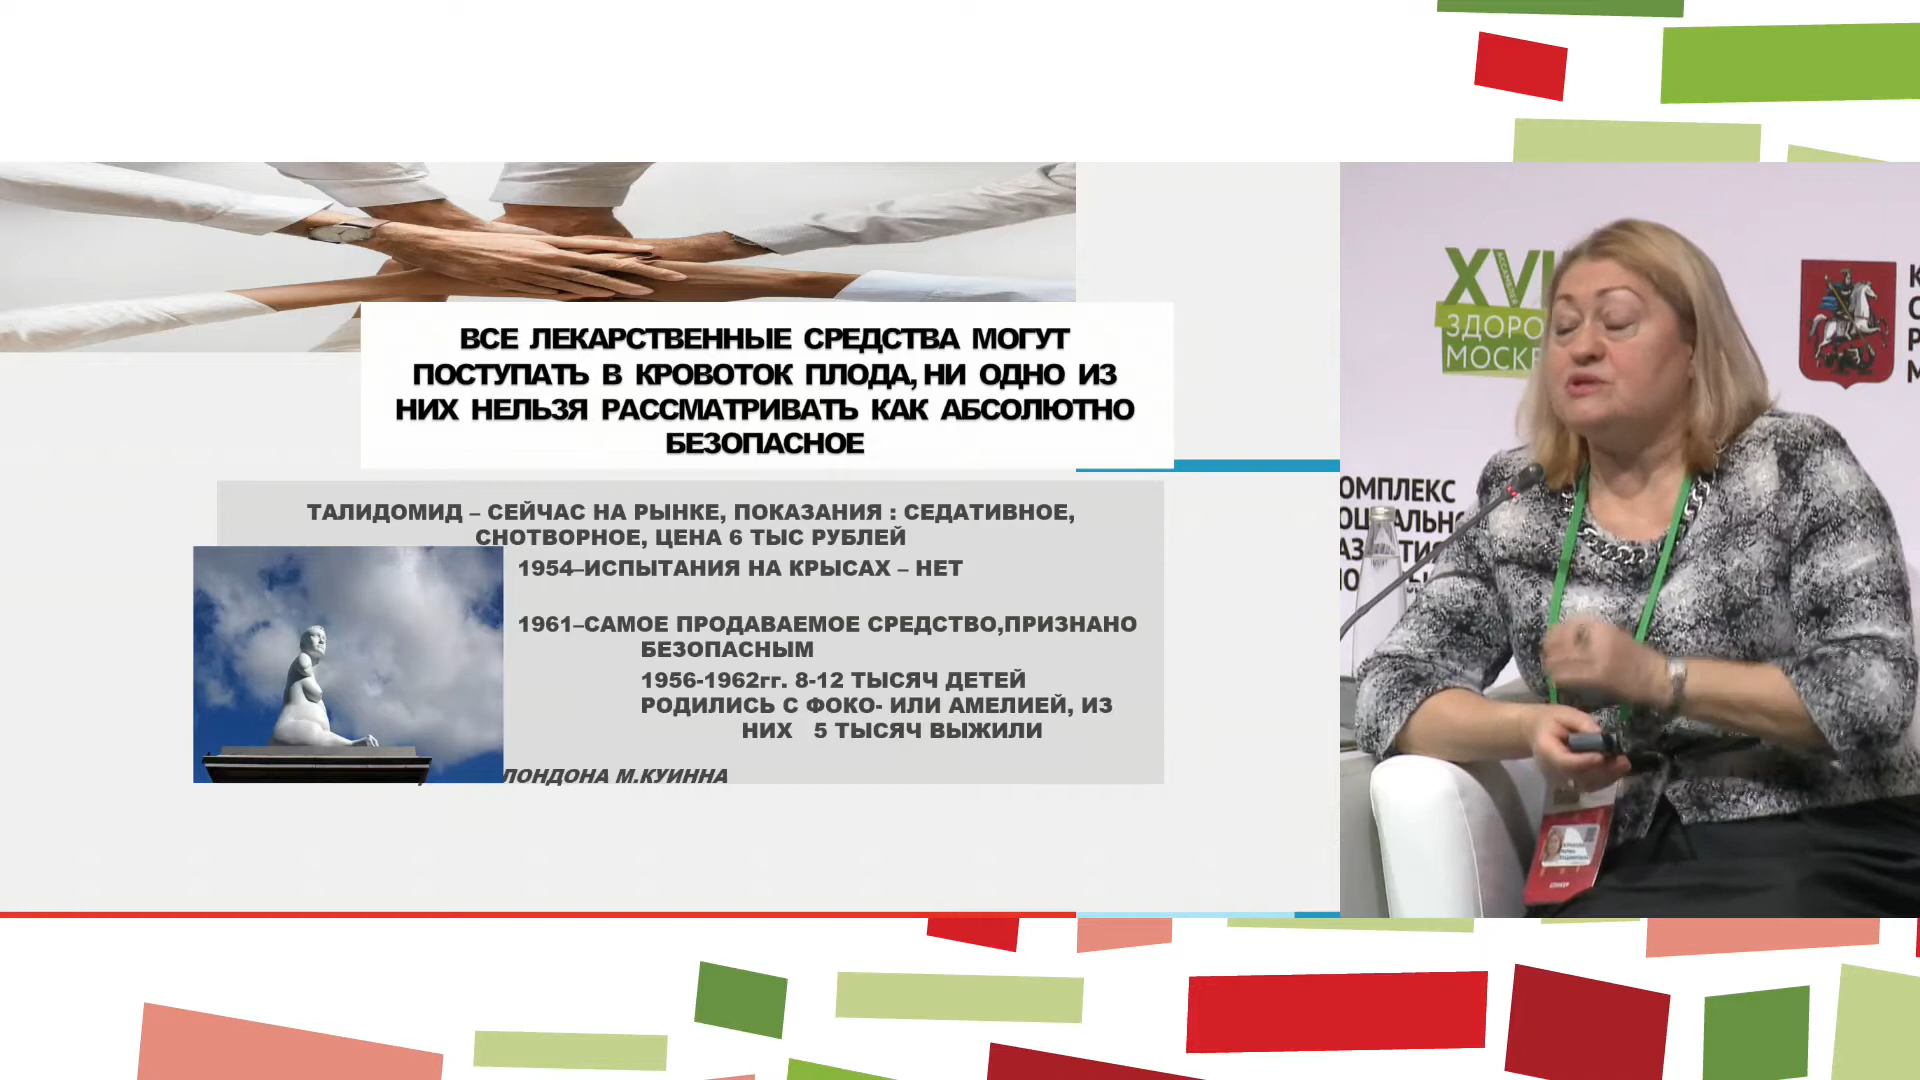 ВСЕ ЛЕКАРСТВЕННЫЕ СРЕДСТВА МОГУТ
ПОСТУПАТЬ В КРОВОТОК ПЛОДА, НИ ОДНО ИЗ
НИХ НЕЛЬЗЯ РАССМАТРИВАТЬ КАК АБСОЛЮТНО
БЕЗОПАСНОЕ
ТАЛИДОМИД – СЕЙЧАС НА РЫНКЕ, ПОКАЗАНИЯ : СЕДАТИВНОЕ,
СНОТВОРНОЕ, ЦЕНА 6 ТЫС РУБЛЕЙ
1954–ИСПЫТАНИЯ НА КРЫСАХ – НЕТ
1961–САМОЕ ПРОДАВАЕМОЕ СРЕДСТВО,ПРИЗНАНО
БЕЗОПАСНЫМ
1956-1962гг. 8-12 ТЫСЯЧ ДЕТЕЙ
РОДИЛИСЬ С ФОКО- ИЛИ АМЕЛИЕЙ, ИЗ
НИХ 5 ТЫСЯЧ ВЫЖИЛИ
ЛОНДОНА М.КУИННА
XVI
АССАМБЛЕЯ
ЗДОРО
МОСКВ
ОМПЛЕКС